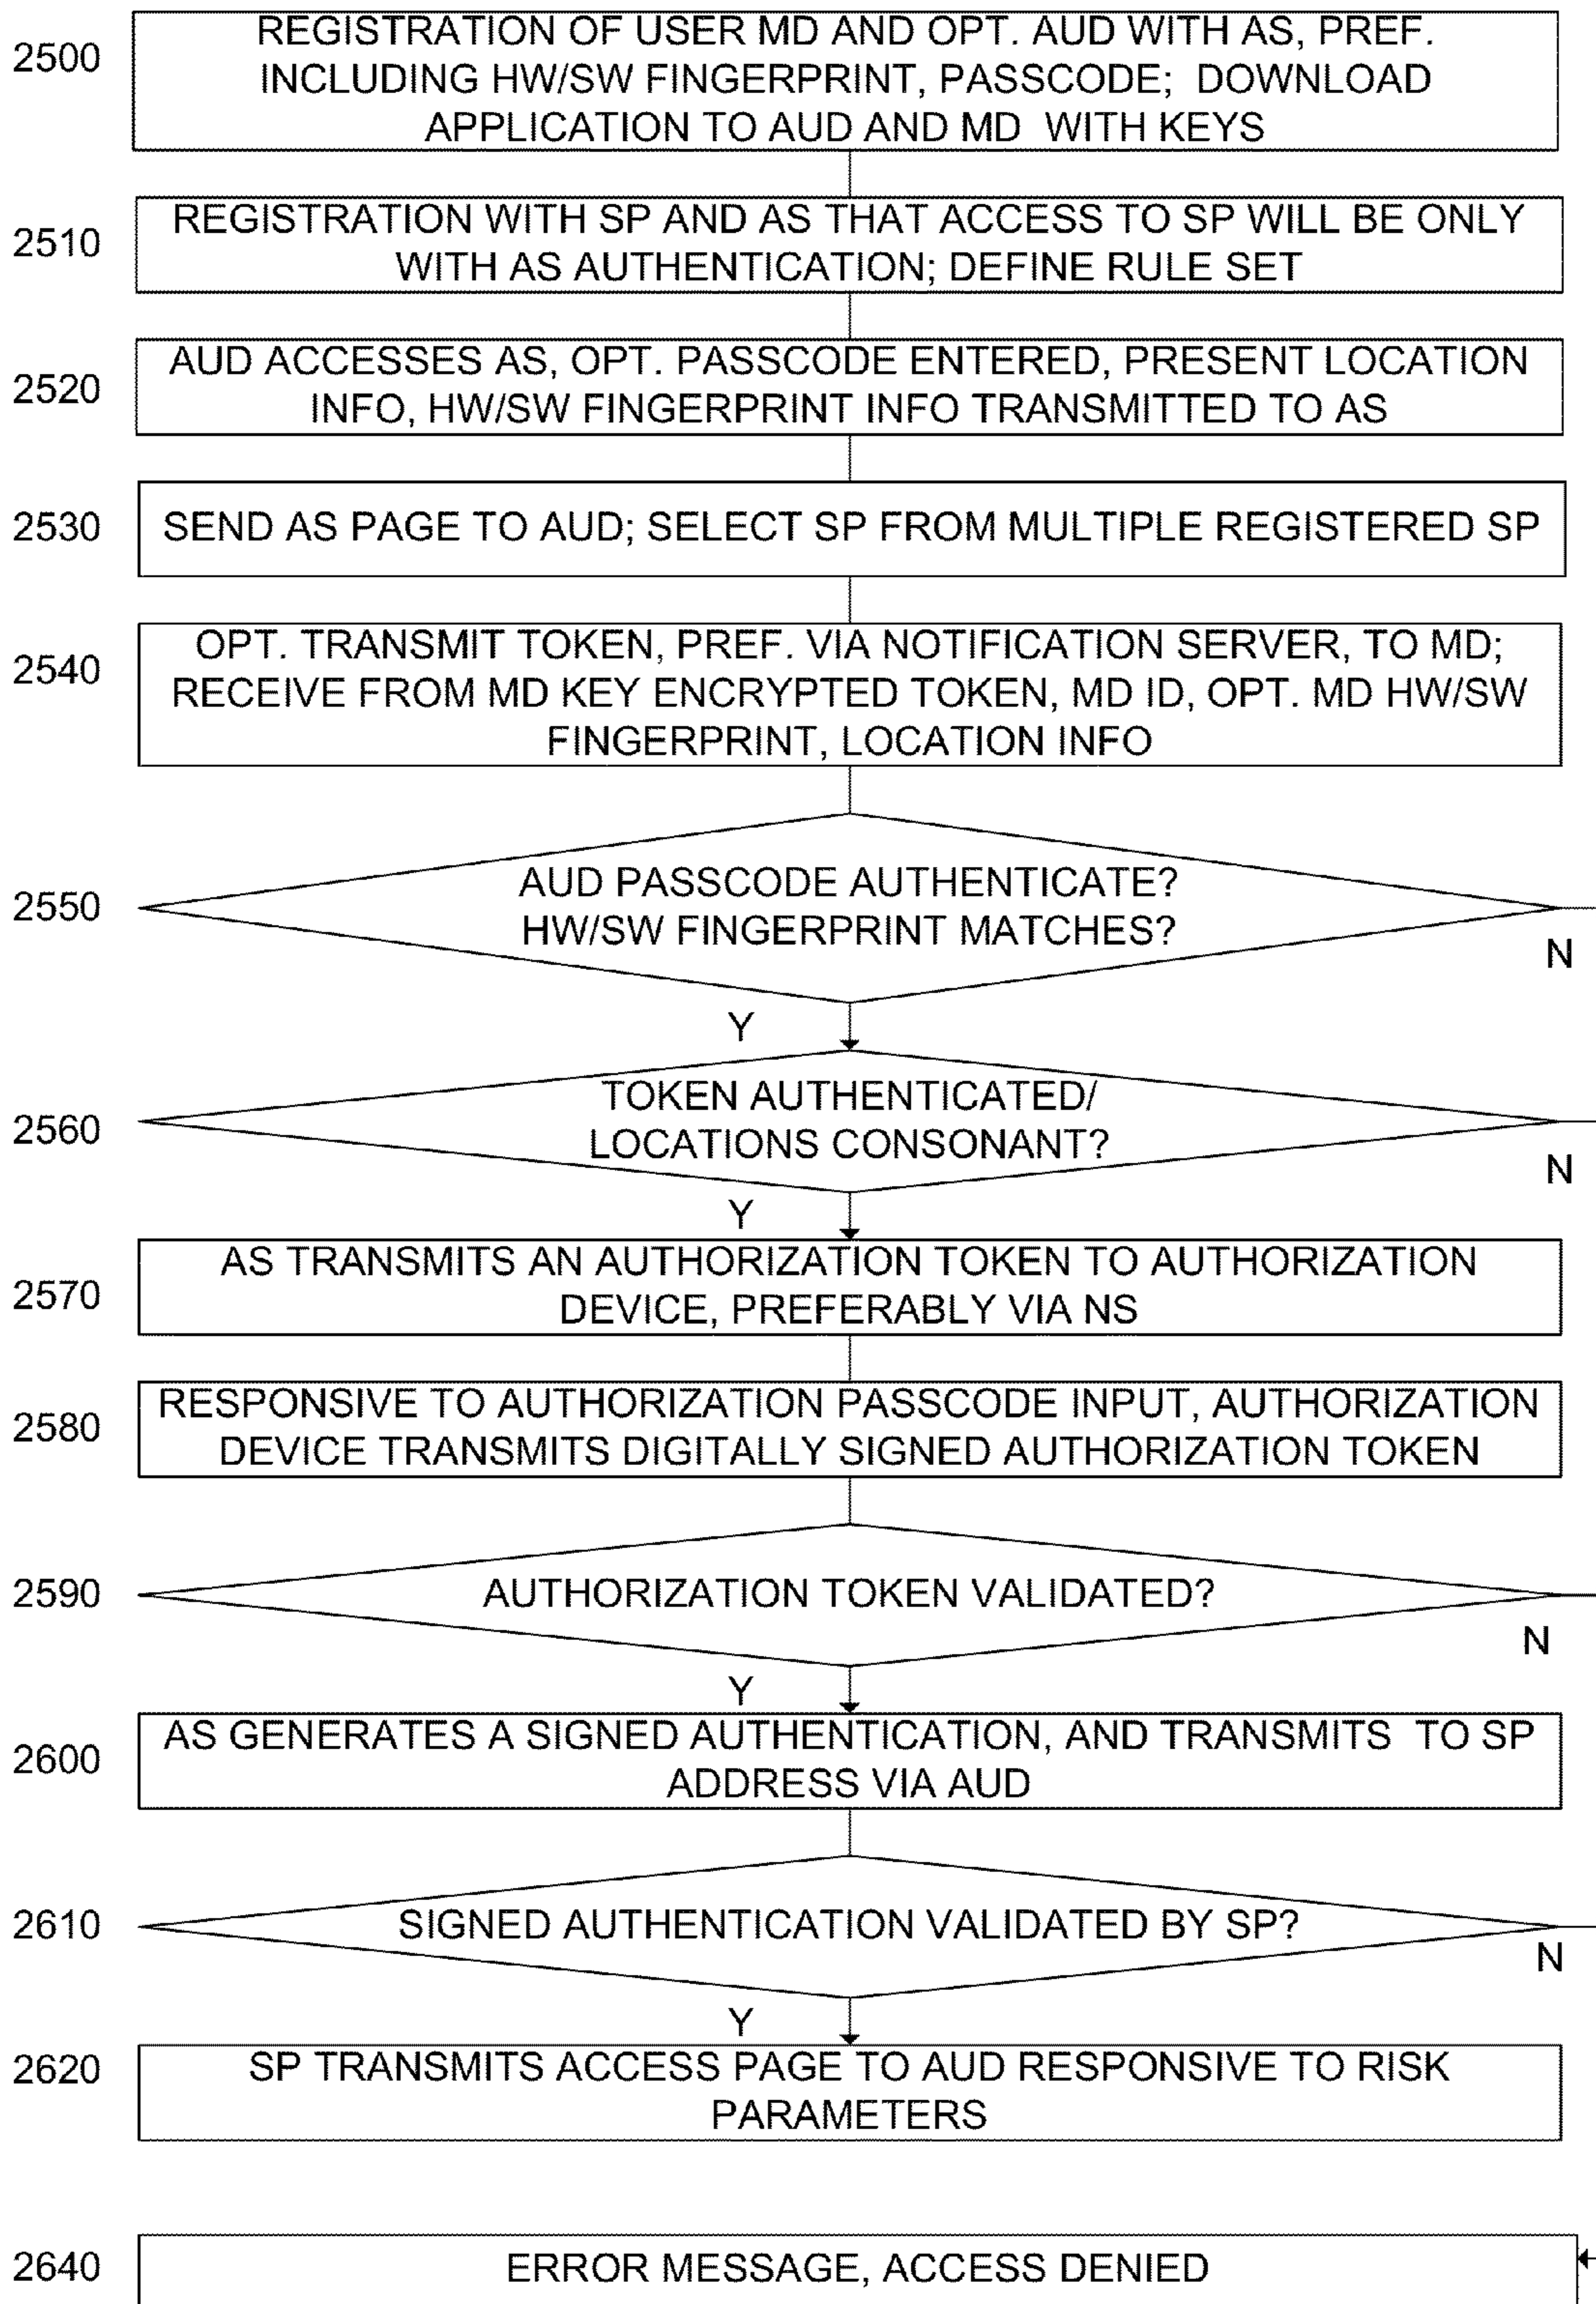 2500
REGISTRATION OF USER MD AND OPT. AUD WITH AS, PREF.
INCLUDING HW/SW FINGERPRINT, PASSCODE; DOWNLOAD
APPLICATION TO AUD AND MD WITH KEYS
2510
REGISTRATION WITH SP AND AS THAT ACCESS TO SP WILL BE ONLY
WITH AS AUTHENTICATION; DEFINE RULE SET
2520
AUD ACCESSES AS, OPT. PASSCODE ENTERED, PRESENT LOCATION
INFO, HW/SW FINGERPRINT INFO TRANSMITTED TO AS
2530
SEND AS PAGE TO AUD; SELECT SP FROM MULTIPLE REGISTERED SP
2540
OPT. TRANSMIT TOKEN, PREF. VIA NOTIFICATION SERVER, TO MD;
RECEIVE FROM MD KEY ENCRYPTED TOKEN, MD ID, OPT. MD HW/SW
FINGERPRINT, LOCATION INFO
2550
AUD PASSCODE AUTHENTICATE?
HW/SW FINGERPRINT MATCHES?
N
Y
2560
TOKEN AUTHENTICATED/
LOCATIONS CONSONANT?
N
Y
2570
AS TRANSMITS AN AUTHORIZATION TOKEN TO AUTHORIZATION
DEVICE, PREFERABLY VIA NS
2580
RESPONSIVE TO AUTHORIZATION PASSCODE INPUT, AUTHORIZATION
DEVICE TRANSMITS DIGITALLY SIGNED AUTHORIZATION TOKEN
2590
AUTHORIZATION TOKEN VALIDATED?
N
Y
2600
AS GENERATES A SIGNED AUTHENTICATION, AND TRANSMITS TO SP
ADDRESS VIA AUD
2610
SIGNED AUTHENTICATION VALIDATED BY SP?
N
Y
2620
SP TRANSMITS ACCESS PAGE TO AUD RESPONSIVE TO RISK
PARAMETERS
2640
ERROR MESSAGE, ACCESS DENIED